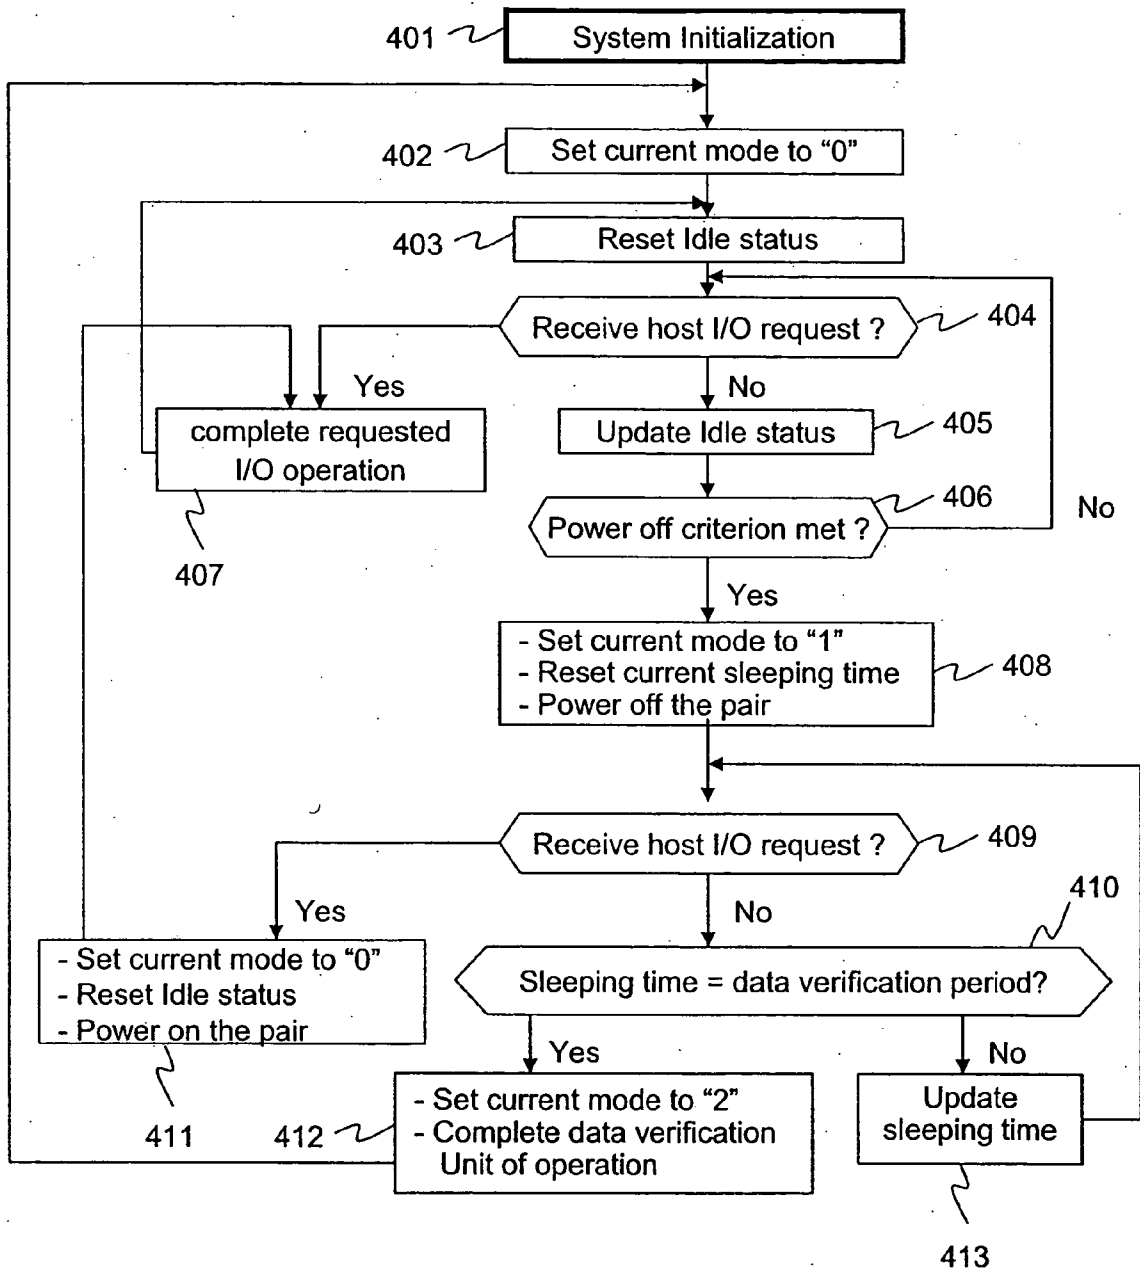 401
System Initialization
402
Set current mode to “0”
403
Reset Idle status
Receive host I/O request ?
404
Yes
No
complete requested
I/O operation
407
Update Idle status
405
Power off criterion met ?
406
No
Yes
- Set current mode to “1”
- Reset current sleeping time
- Power off the pair
408
Receive host I/O request ?
409
Yes
No
410
- Set current mode to “0”
- Reset Idle status
- Power on the pair
411
Sleeping time = data verification period?
Yes
No
412
- Set current mode to “2”
- Complete data verification
Unit of operation
Update
sleeping time
413